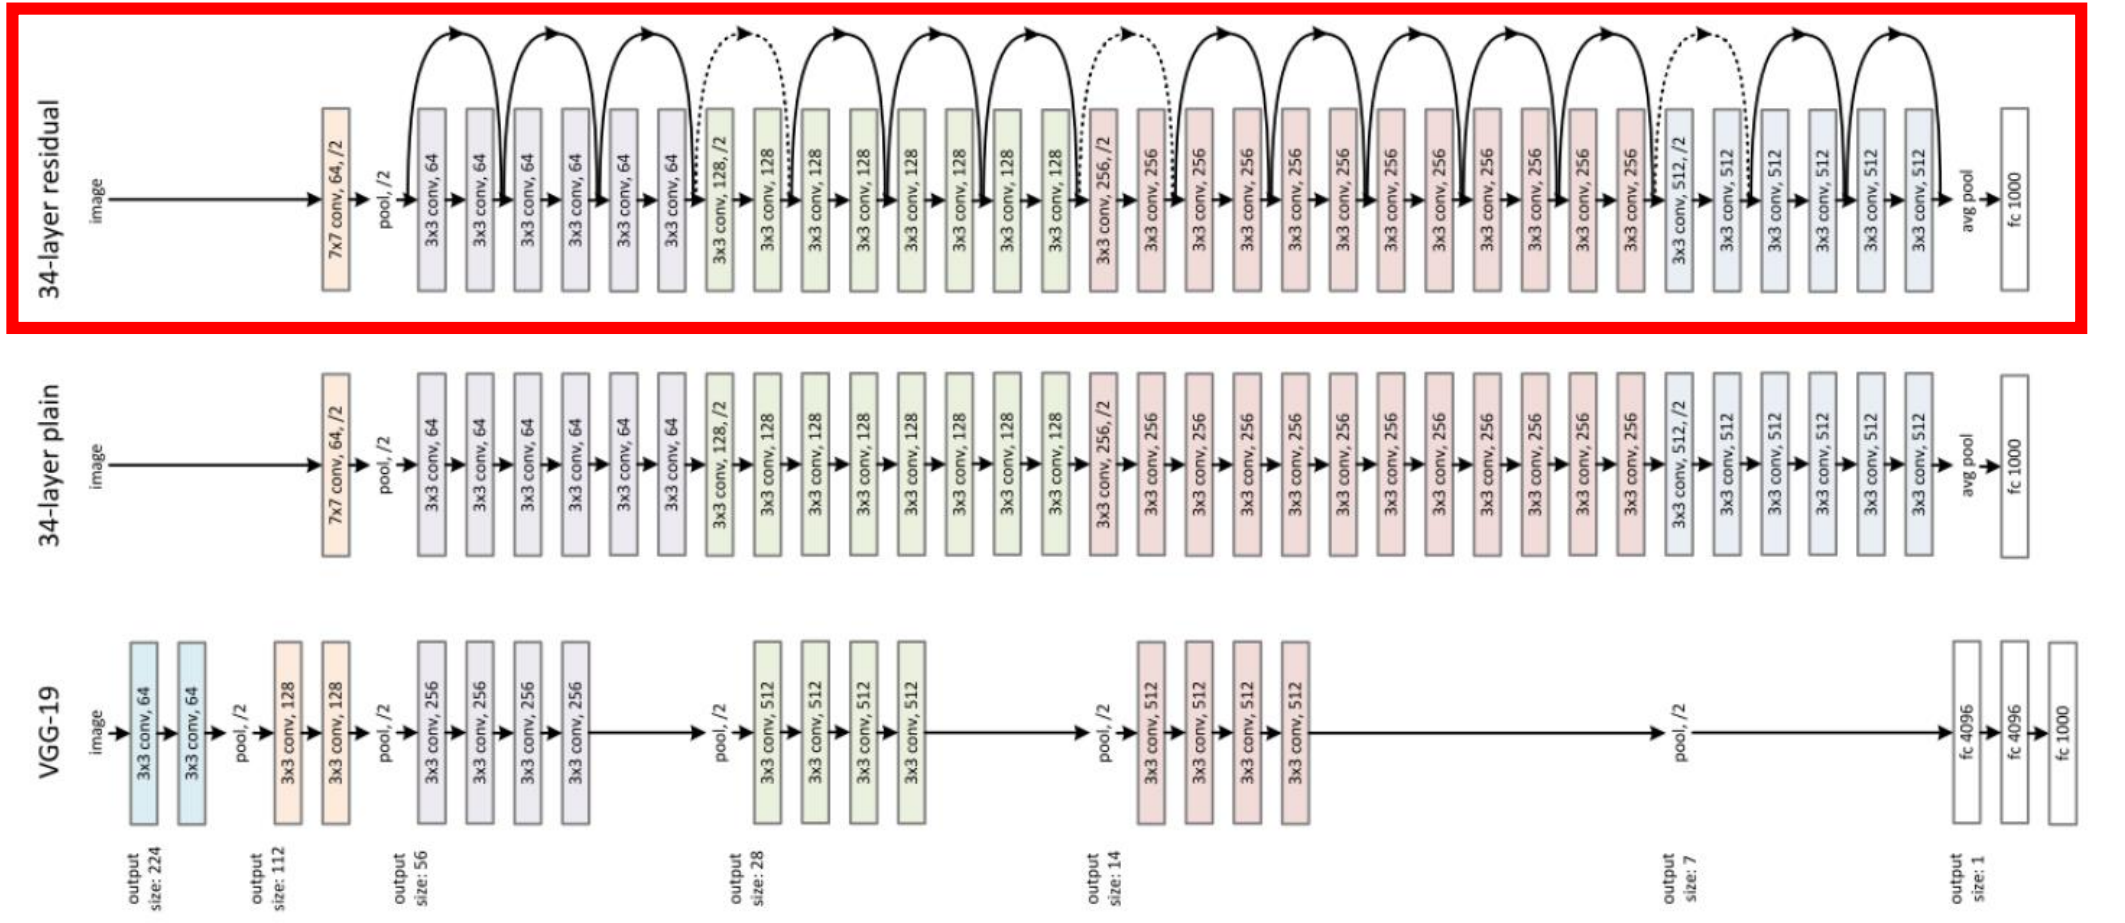 34-layer residual
image
7x7 conv, 64, /2
pool, /2
3x3 conv, 64
3x3 conv, 64
3x3 conv, 64
3x3 conv, 64
3x3 conv, 64
3x3 conv, 64
3x3 conv, 128, /2
3x3 conv, 128
3x3 conv, 128
3x3 conv, 128
3x3 conv, 128
3x3 conv, 128
3x3 conv, 128
3x3 conv, 128
3x3 conv, 256, /2
3x3 conv, 256
3x3 conv, 256
3x3 conv, 256
3x3 conv, 256
3x3 conv, 256
3x3 conv, 256
3x3 conv, 256
3x3 conv, 256
3x3 conv, 256
3x3 conv, 256
3x3 conv, 256
3x3 conv, 512, /2
3x3 conv, 512
3x3 conv, 512
3x3 conv, 512
3x3 conv, 512
3x3 conv, 512
avg pool
fc 1000
34-layer plain
image
7x7 conv, 64, /2
pool, /2
3x3 conv, 64
3x3 conv, 64
3x3 conv, 64
3x3 conv, 64
3x3 conv, 64
3x3 conv, 64
3x3 conv, 128, /2
3x3 conv, 128
3x3 conv, 128
3x3 conv, 128
3x3 conv, 128
3x3 conv, 128
3x3 conv, 128
3x3 conv, 128
3x3 conv, 256, /2
3x3 conv, 256
3x3 conv, 256
3x3 conv, 256
3x3 conv, 256
3x3 conv, 256
3x3 conv, 256
3x3 conv, 256
3x3 conv, 256
3x3 conv, 256
3x3 conv, 256
3x3 conv, 256
3x3 conv, 512, /2
3x3 conv, 512
3x3 conv, 512
3x3 conv, 512
3x3 conv, 512
3x3 conv, 512
avg pool
fc 1000
VGG-19
image
3x3 conv, 64
3x3 conv, 64
pool, /2
3x3 conv, 128
3x3 conv, 128
pool, /2
3x3 conv, 256
3x3 conv, 256
3x3 conv, 256
3x3 conv, 256
pool, /2
3x3 conv, 512
3x3 conv, 512
3x3 conv, 512
3x3 conv, 512
pool, /2
3x3 conv, 512
3x3 conv, 512
3x3 conv, 512
3x3 conv, 512
pool, /2
fc 4096
fc 4096
fc 1000
output
size: 224
output
size: 112
output
size: 56
output
size: 28
output
size: 14
output
size: 7
output
size: 1